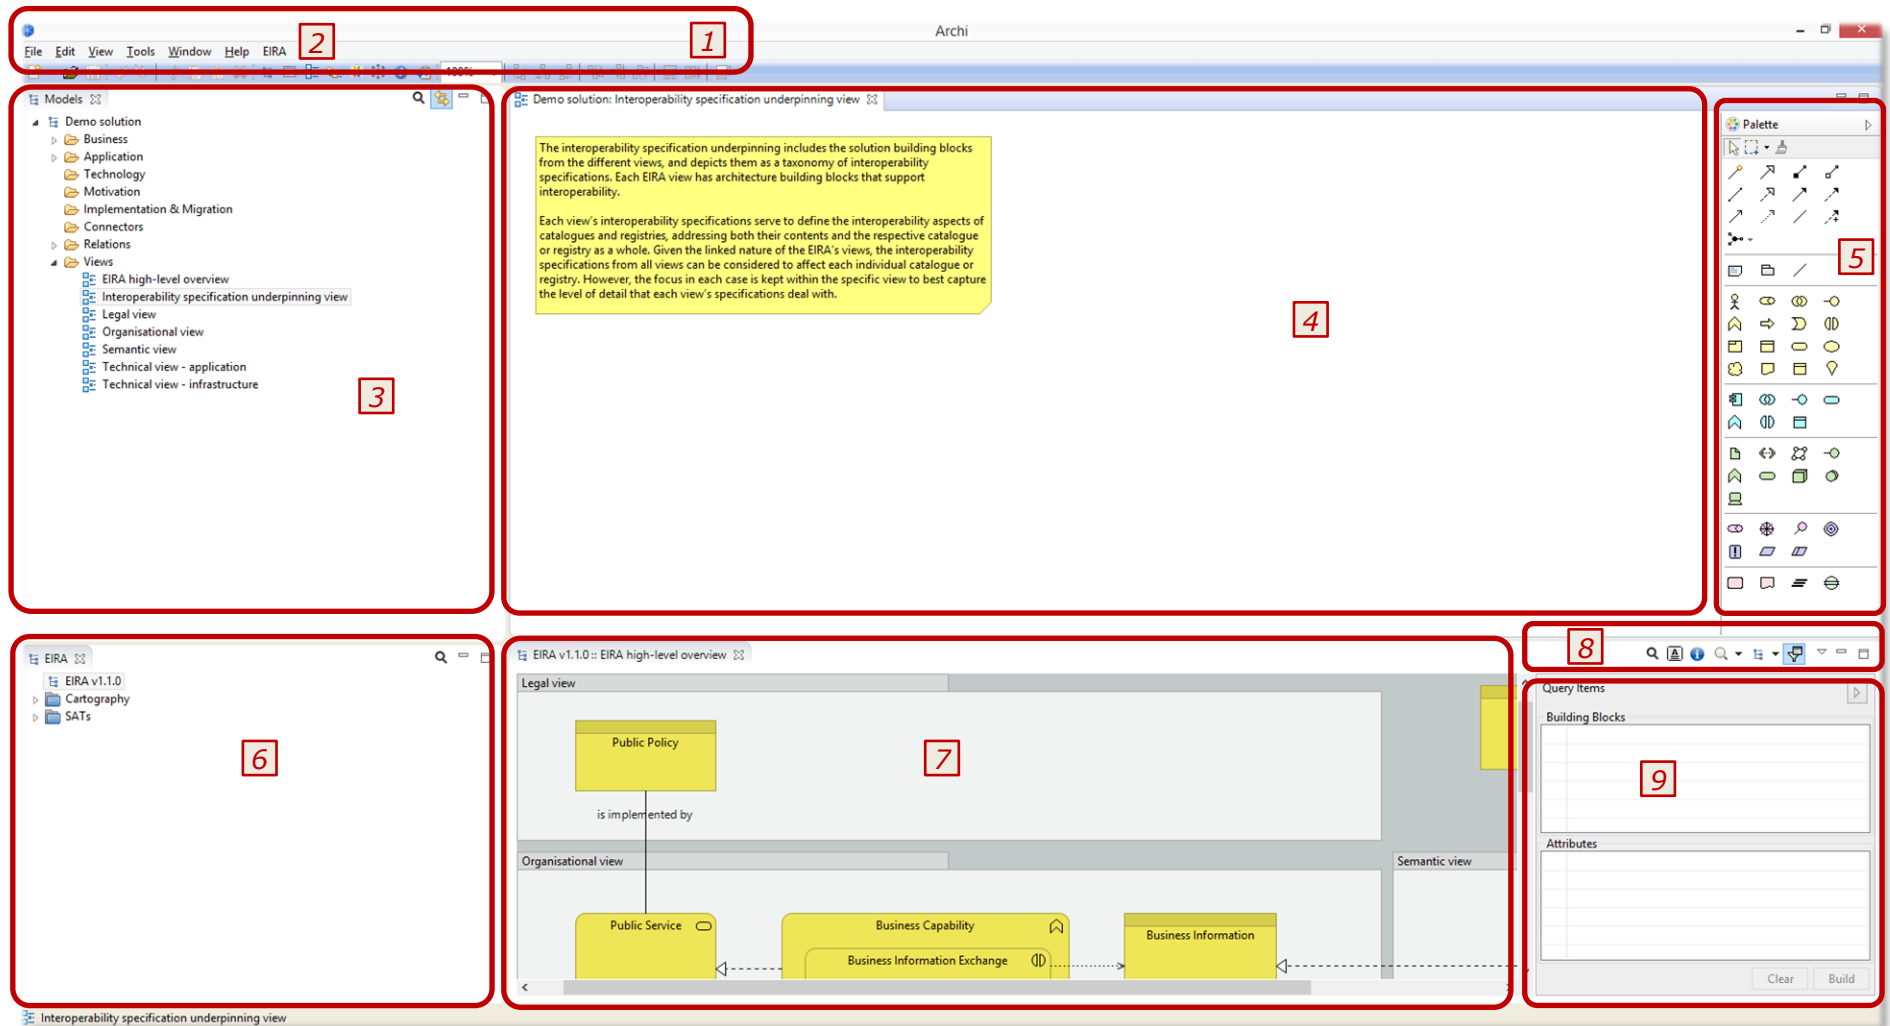 Archi
File Edit View Tools Window Help EIRA
2
1
100%
Models
Demo solution
Business
Application
Technology
Motivation
Implementation & Migration
Connectors
Relations
Views
EIRA high-level overview
Interoperability specification underpinning view
Legal view
Organisational view
Semantic view
Technical view - application
Technical view - infrastructure
3
Demo solution: Interoperability specification underpinning view
The interoperability specification underpinning includes the solution building blocks
from the different views, and depicts them as a taxonomy of interoperability
specifications. Each EIRA view has architecture building blocks that support
interoperability.
Each view's interoperability specifications serve to define the interoperability aspects of
catalogues and registries, addressing both their contents and the respective catalogue
or registry as a whole. Given the linked nature of the EIRA's views, the interoperability
specifications from all views can be considered to affect each individual catalogue or
registry. However, the focus in each case is kept within the specific view to best capture
the level of detail that each view's specifications deal with.
4
Palette
5
EIRA
EIRA v1.1.0
Cartography
SATs
6
EIRA v1.1.0 :: EIRA high-level overview
Legal view
Public Policy
is implemented by
7
Organisational view
Semantic view
Public Service
Business Capability
Business Information Exchange
Business Information
8
Query Items
Building Blocks
9
Attributes
Clear Build
Interoperability specification underpinning view